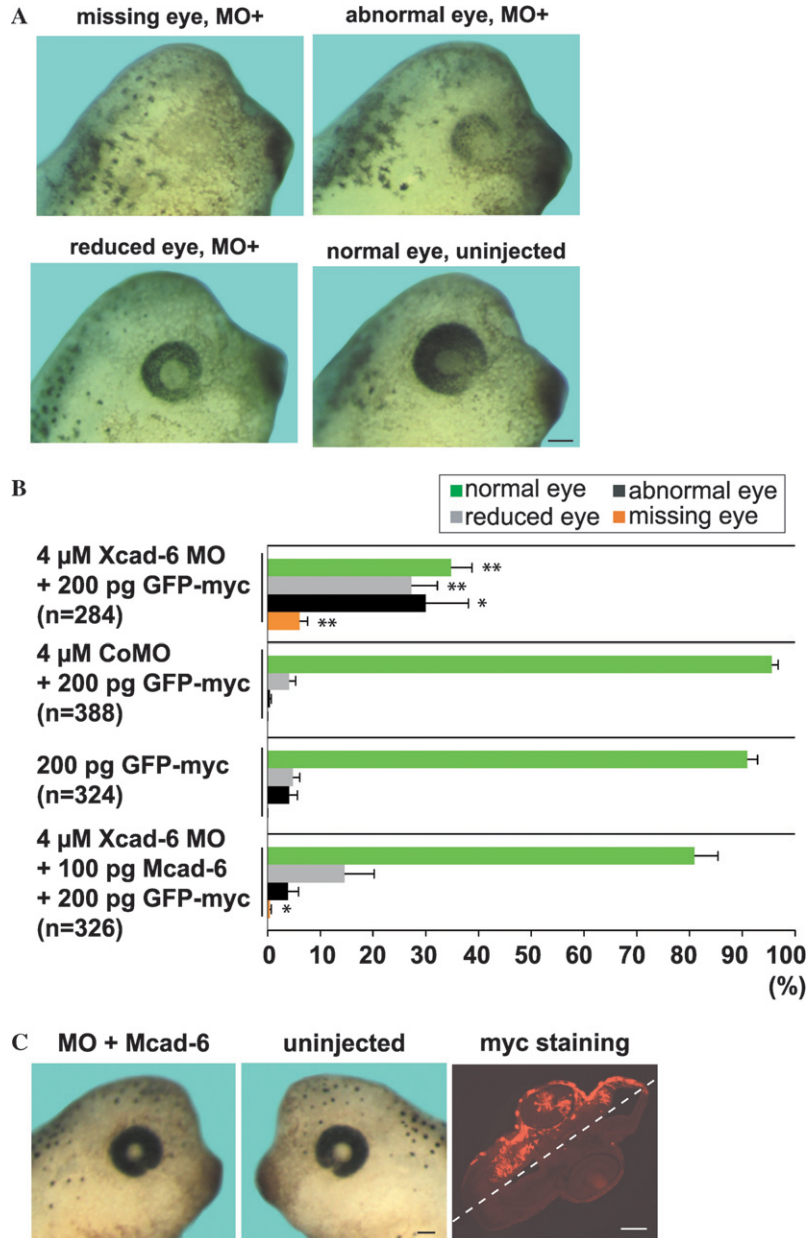 A
missing eye, MO+
abnormal eye, MO+
reduced eye, MO+
normal eye, uninjected
B
normal eye
abnormal eye
reduced eye
missing eye
4 µM Xcad-6 MO
+ 200 pg GFP-myc
(n=284)
**
**
*
**
4 µM CoMO
+ 200 pg GFP-myc
(n=388)
200 pg GFP-myc
(n=324)
4 µM Xcad-6 MO
+ 100 pg Mcad-6
+ 200 pg GFP-myc
(n=326)
*
0 10 20 30 40 50 60 70 80 90 100
(%)
C
MO + Mcad-6
uninjected
myc staining